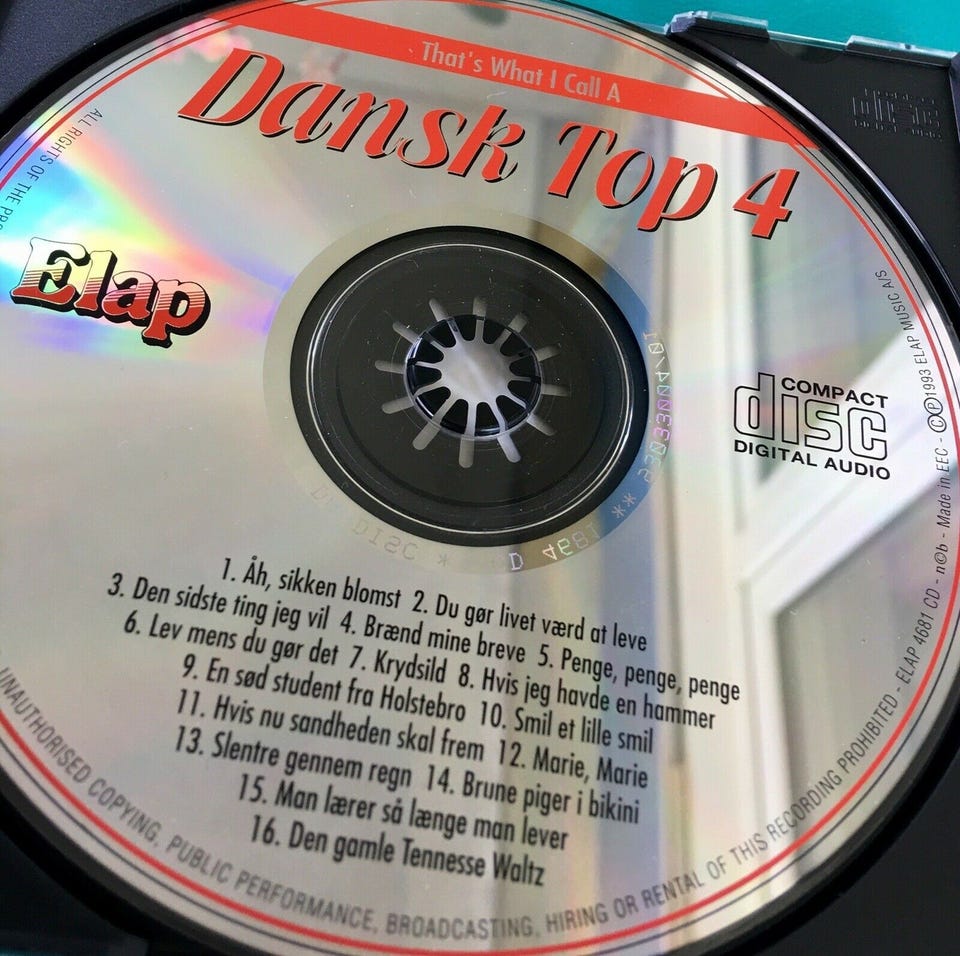 That's What I Call A
Dansk Top 4
Elap
COMPACT
disc
DIGITAL AUDIO
1. Åh, sikken blomst 2. Du gør livet værd at leve
3. Den sidste ting jeg vil 4. Brænd mine breve 5. Penge, penge, penge
6. Lev mens du gør det 7. Krydsild 8. Hvis jeg havde en hammer
9. En sød student fra Holstebro 10. Smil et lille smil
11. Hvis nu sandheden skal frem 12. Marie, Marie
13. Slentre gennem regn 14. Brune piger i bikini
15. Man lærer så længe man lever
16. Den gamle Tennesse Waltz
ALL RIGHTS OF THE
UNAUTHORISED COPYING, PUBLIC PERFORMANCE, BROADCASTING, HIRING OR RENTAL OF THIS RECORDING PROHIBITED - ELAP 4681 CD - n©b - Made in EEC - ©℗1993 ELAP MUSIC A/S
DISC * D 4681 **